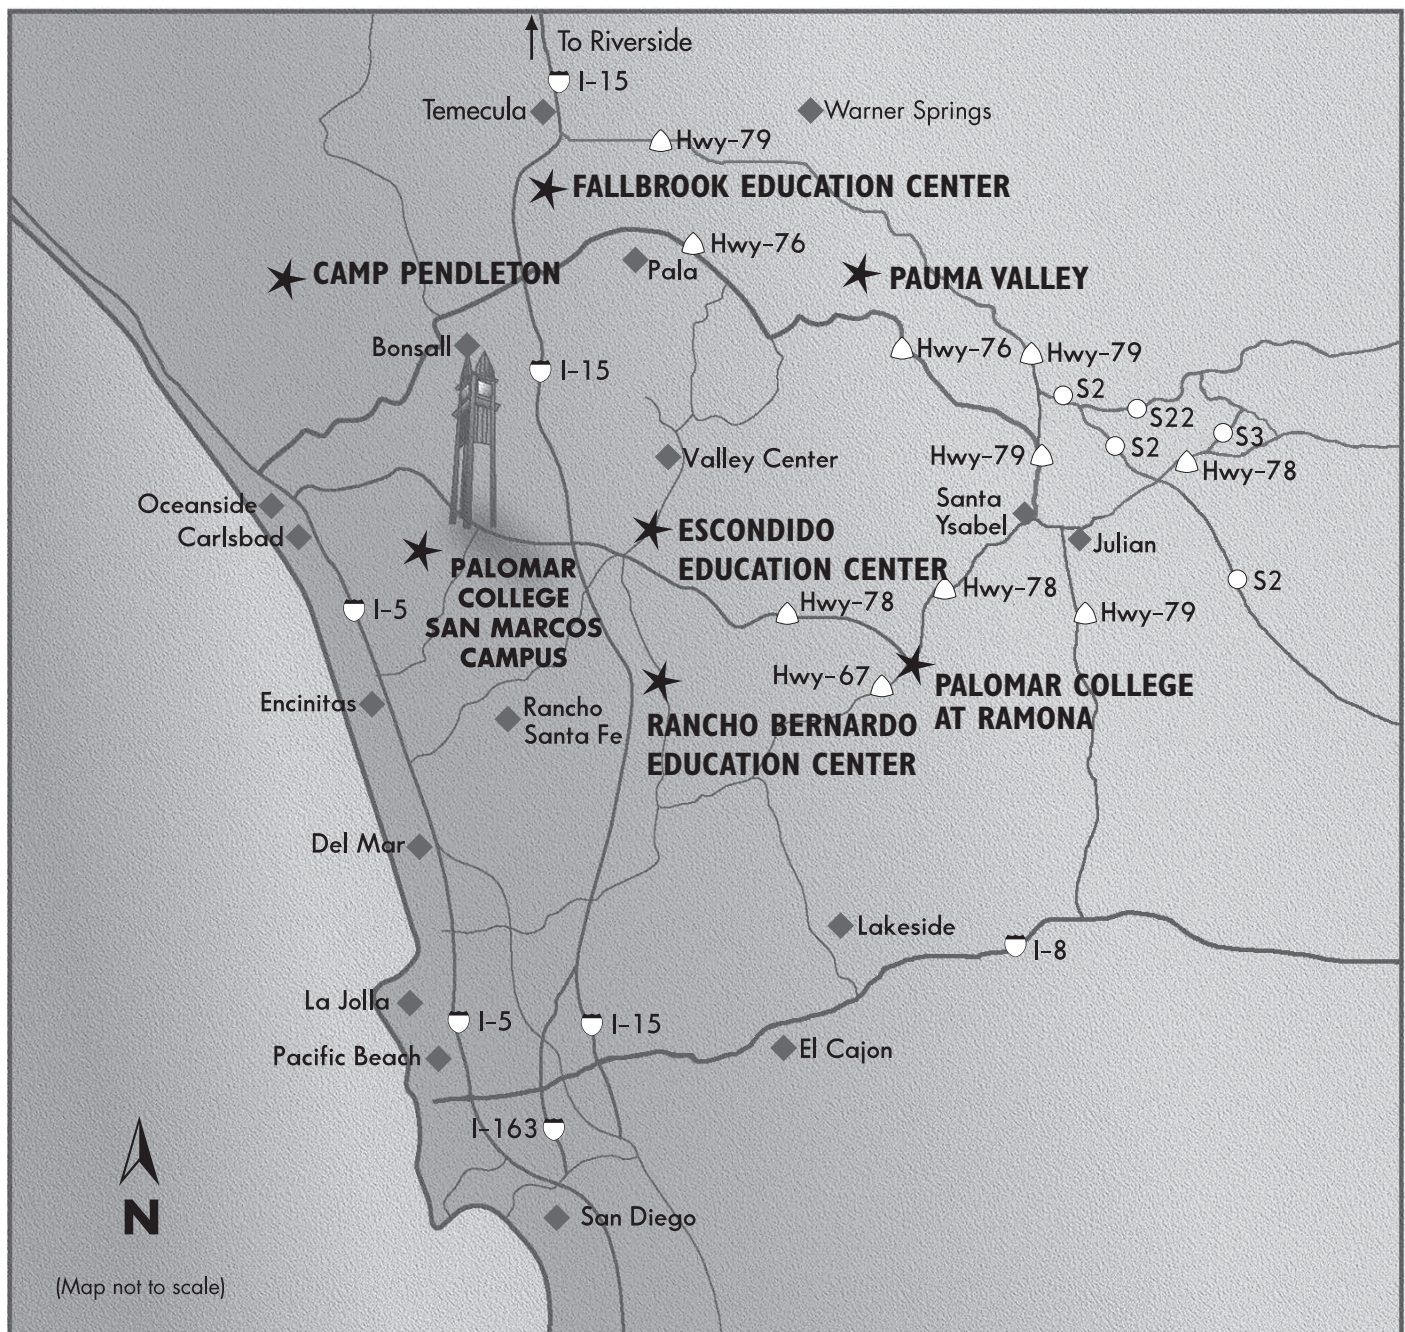 To Riverside
I-15
Temecula
Warner Springs
Hwy-79
FALLBROOK EDUCATION CENTER
Hwy-76
Pala
CAMP PENDLETON
PAUMA VALLEY
Bonsall
I-15
Hwy-76
Hwy-79
S2
S22
S3
S2
Hwy-78
Valley Center
Hwy-79
Santa
Ysabel
Oceanside
Carlsbad
ESCONDIDO
EDUCATION CENTER
Julian
PALOMAR
COLLEGE
SAN MARCOS
CAMPUS
I-5
Hwy-78
Hwy-78
S2
Hwy-79
Hwy-67
PALOMAR COLLEGE
AT RAMONA
Encinitas
Rancho
Santa Fe
RANCHO BERNARDO
EDUCATION CENTER
Del Mar
Lakeside
I-8
La Jolla
I-5
I-15
Pacific Beach
El Cajon
I-163
N
San Diego
(Map not to scale)